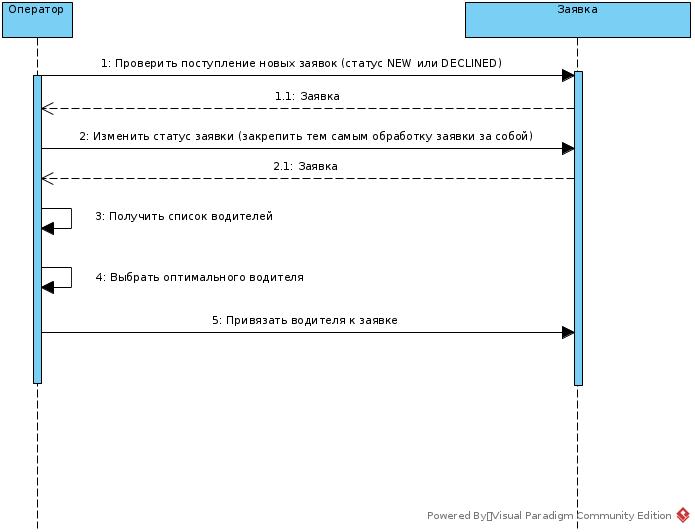 Оператор
Заявка
1: Проверить поступление новых заявок (статус NEW или DECLINED)
1.1: Заявка
2: Изменить статус заявки (закрепить тем самым обработку заявки за собой)
2.1: Заявка
3: Получить список водителей
4: Выбрать оптимального водителя
5: Привязать водителя к заявке
Powered By▯Visual Paradigm Community Edition